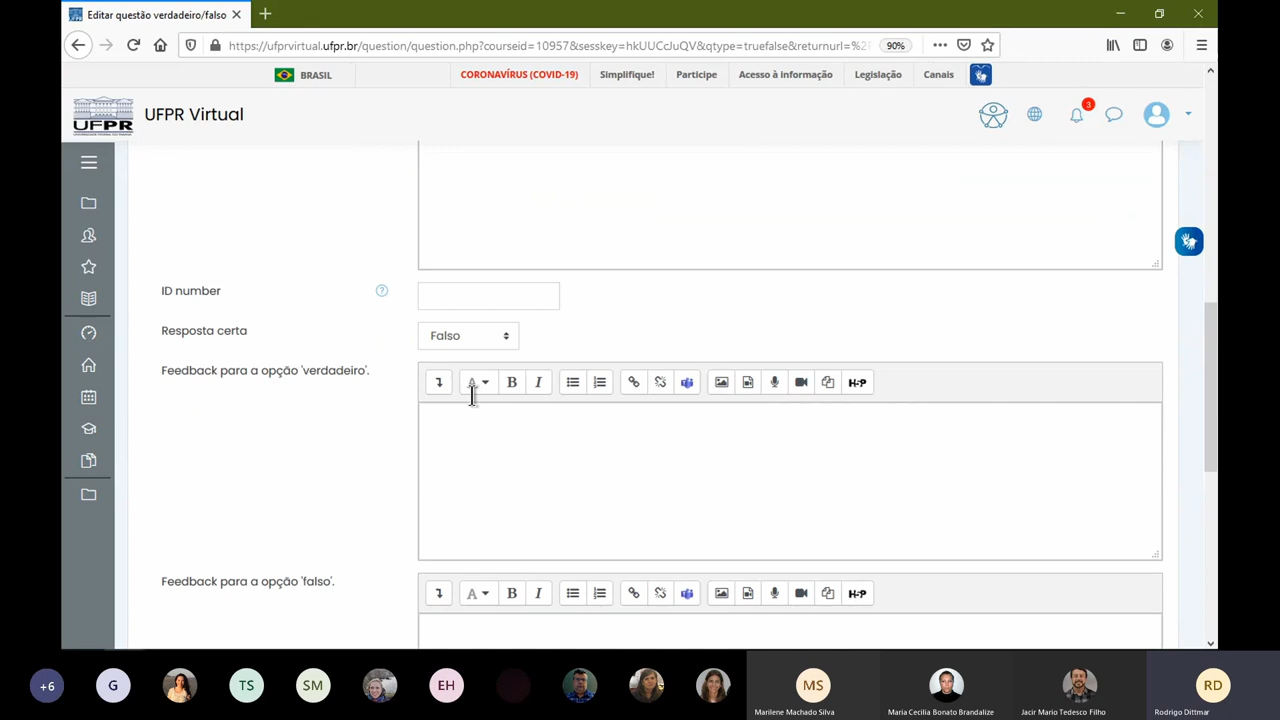 Editar questão verdadeiro/falso
https://ufprvirtual.ufpr.br/question/question.php?courseid=10957&sesskey=hkUUCcJuQV&qtype=truefalse&returnurl=%2F
90%
BRASIL
CORONAVÍRUS (COVID-19)
Simplifique!
Participe
Acesso à informação
Legislação
Canais
UFPR
UFPR Virtual
3
ID number
Resposta certa
Falso
Feedback para a opção 'verdadeiro'.
A
B
I
H-P
Feedback para a opção 'falso'.
A
B
I
H-P
+6
G
TS
SM
EH
MS
RD
Marilene Machado Silva
Maria Cecilia Bonato Brandalize
Jacir Mario Tedesco Filho
Rodrigo Dittmar